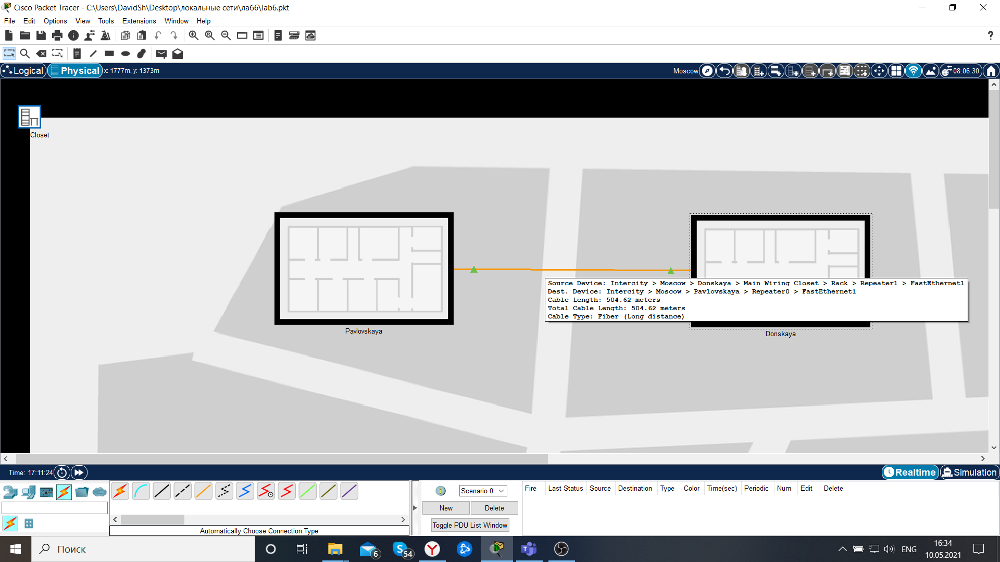 Cisco Packet Tracer - C:\Users\DavidSh\Desktop\локальные сети\лаб6\lab6.pkt
File Edit Options View Tools Extensions Window Help
Logical Physical x: 1777m, y: 1373m Moscow 08:06:30
Closet
Source Device: Intercity > Moscow > Donskaya > Main Wiring Closet > Rack > Repeater1 > FastEthernet1
Dest. Device: Intercity > Moscow > Pavlovskaya > Repeater0 > FastEthernet1
Cable Length: 504.62 meters
Total Cable Length: 504.62 meters
Cable Type: Fiber (Long distance)
Pavlovskaya
Donskaya
Time: 17:11:24 Realtime Simulation
Scenario 0
New Delete
Toggle PDU List Window
Fire Last Status Source Destination Type Color Time(sec) Periodic Num Edit Delete
Automatically Choose Connection Type
Поиск
6
54
ENG
16:34
10.05.2021